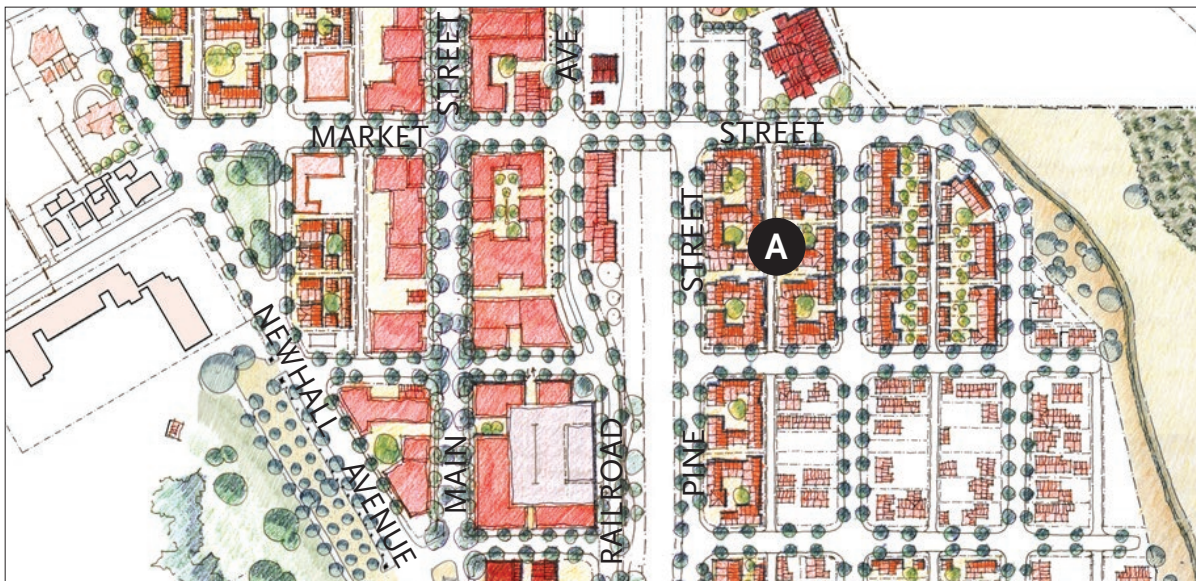 STREET
AVE
MARKET
STREET
STREET
A
NEWHALL
AVENUE
MAIN
RAILROAD
PINE